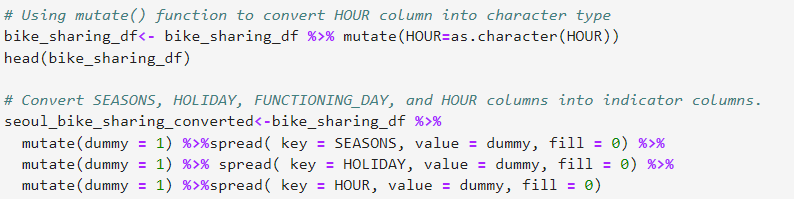 # Using mutate() function to convert HOUR column into character type
bike_sharing_df<- bike_sharing_df %>% mutate(HOUR=as.character(HOUR))
head(bike_sharing_df)
# Convert SEASONS, HOLIDAY, FUNCTIONING_DAY, and HOUR columns into indicator columns.
seoul_bike_sharing_converted<-bike_sharing_df %>%
  mutate(dummy = 1) %>%spread( key = SEASONS, value = dummy, fill = 0) %>%
  mutate(dummy = 1) %>% spread( key = HOLIDAY, value = dummy, fill = 0) %>%
  mutate(dummy = 1) %>%spread( key = HOUR, value = dummy, fill = 0)